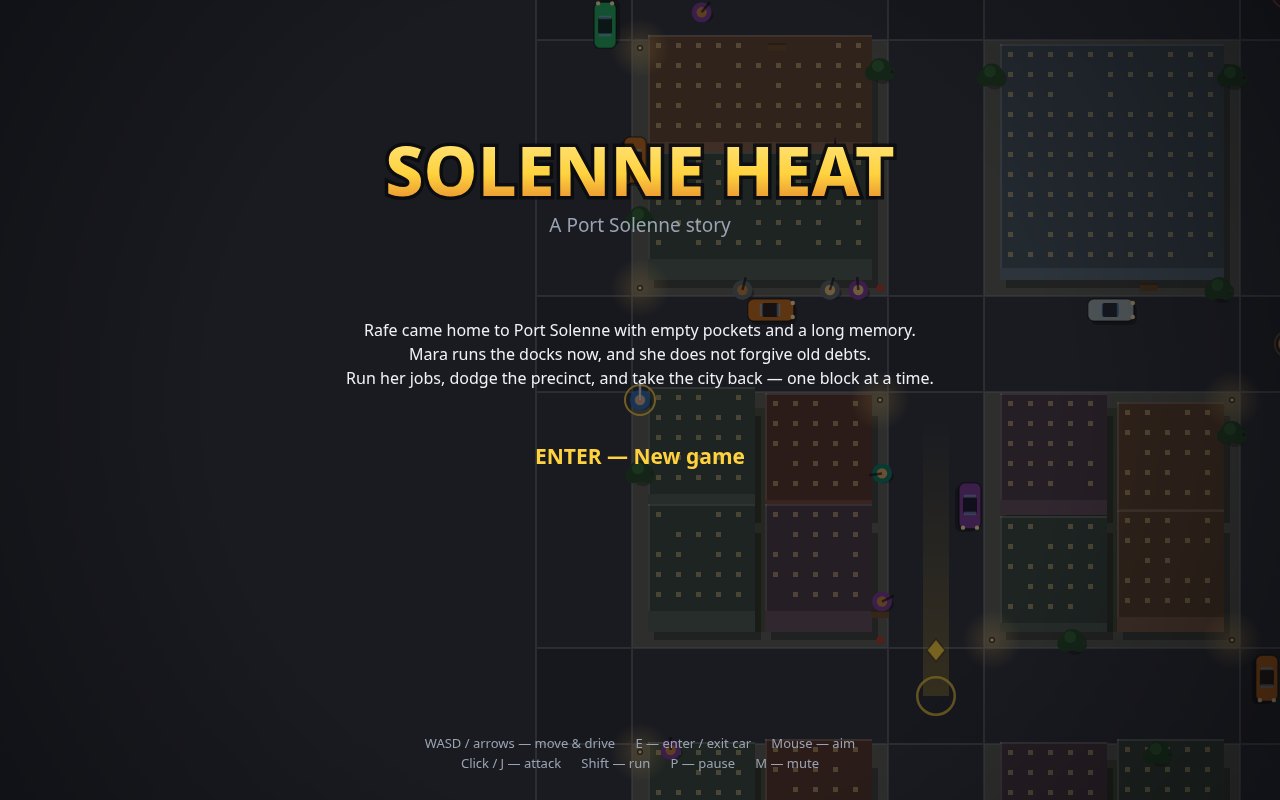 SOLENNE HEAT
A Port Solenne story
Rafe came home to Port Solenne with empty pockets and a long memory.
Mara runs the docks now, and she does not forgive old debts.
Run her jobs, dodge the precinct, and take the city back — one block at a time.
ENTER — New game
WASD / arrows — move & drive E — enter / exit car Mouse — aim
Click / J — attack Shift — run P — pause M — mute